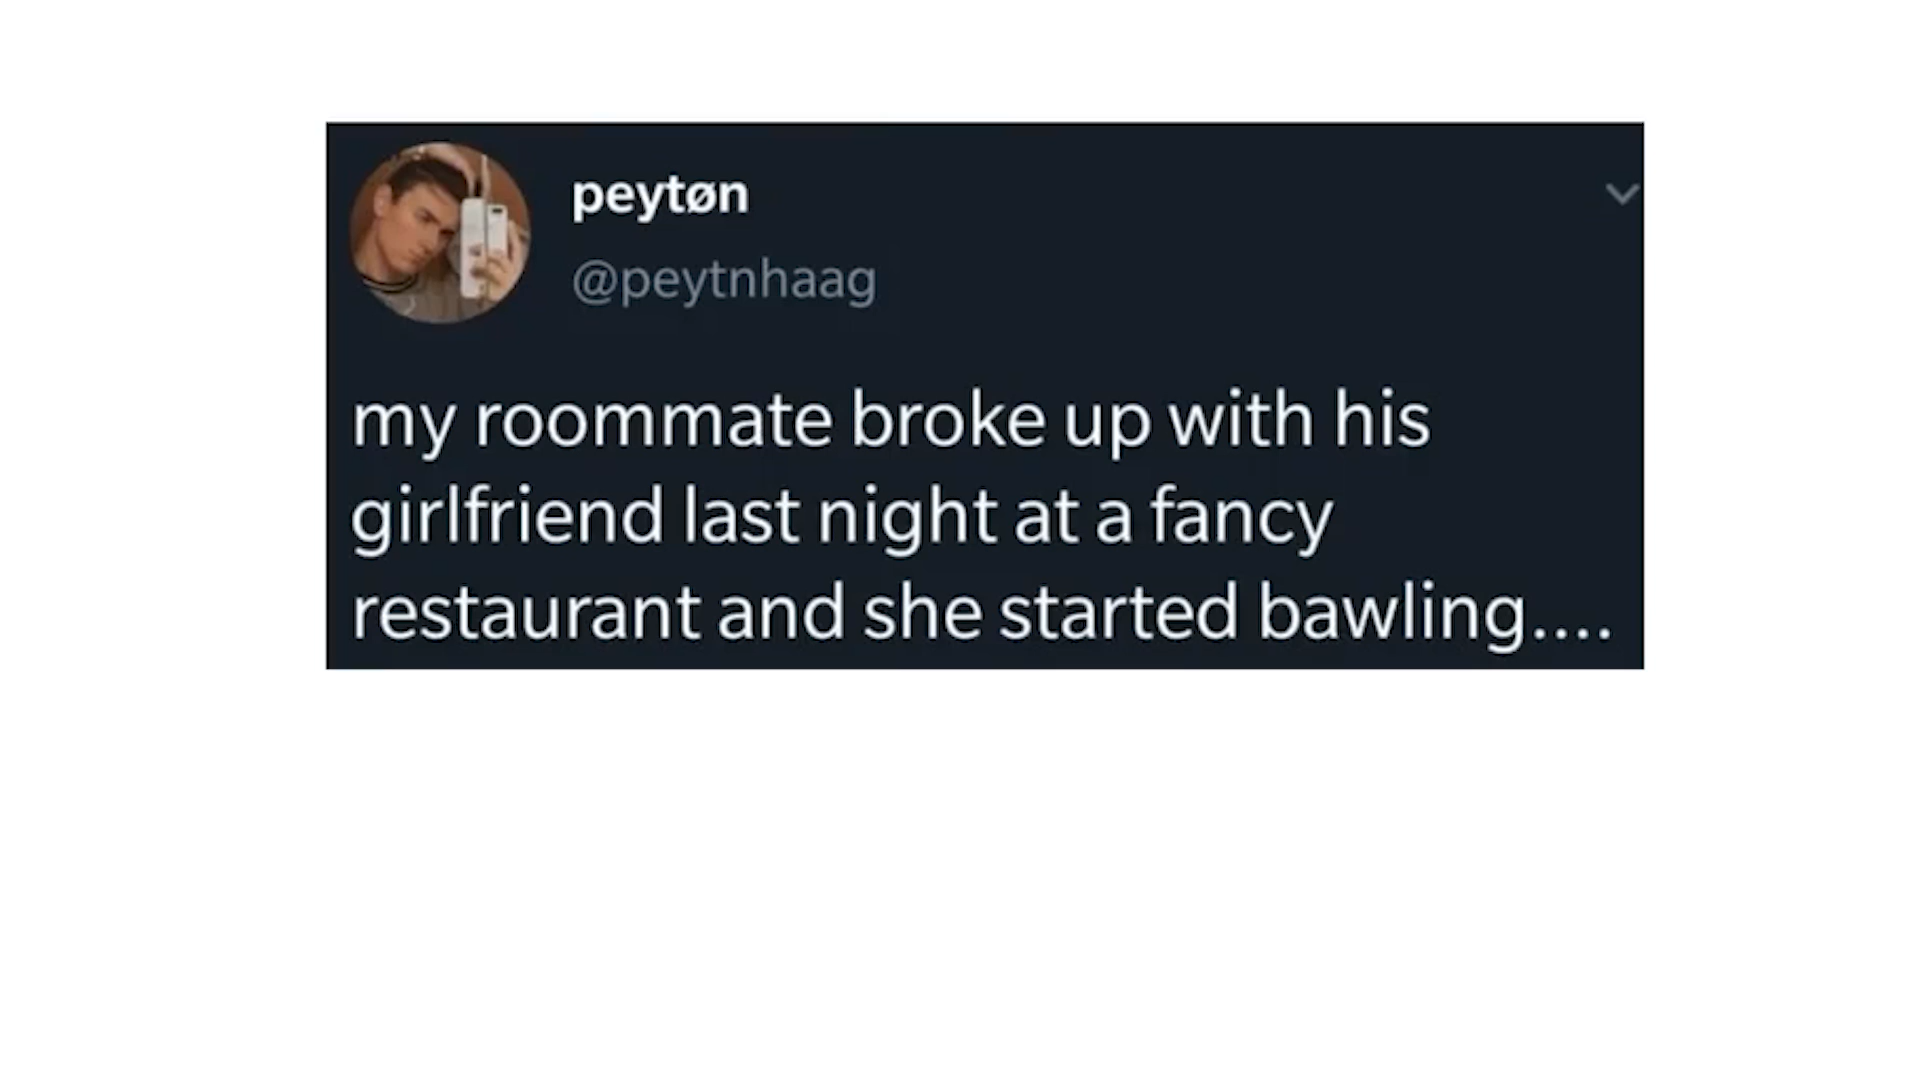 peytøn
@peytnhaag
my roommate broke up with his
girlfriend last night at a fancy
restaurant and she started bawling....